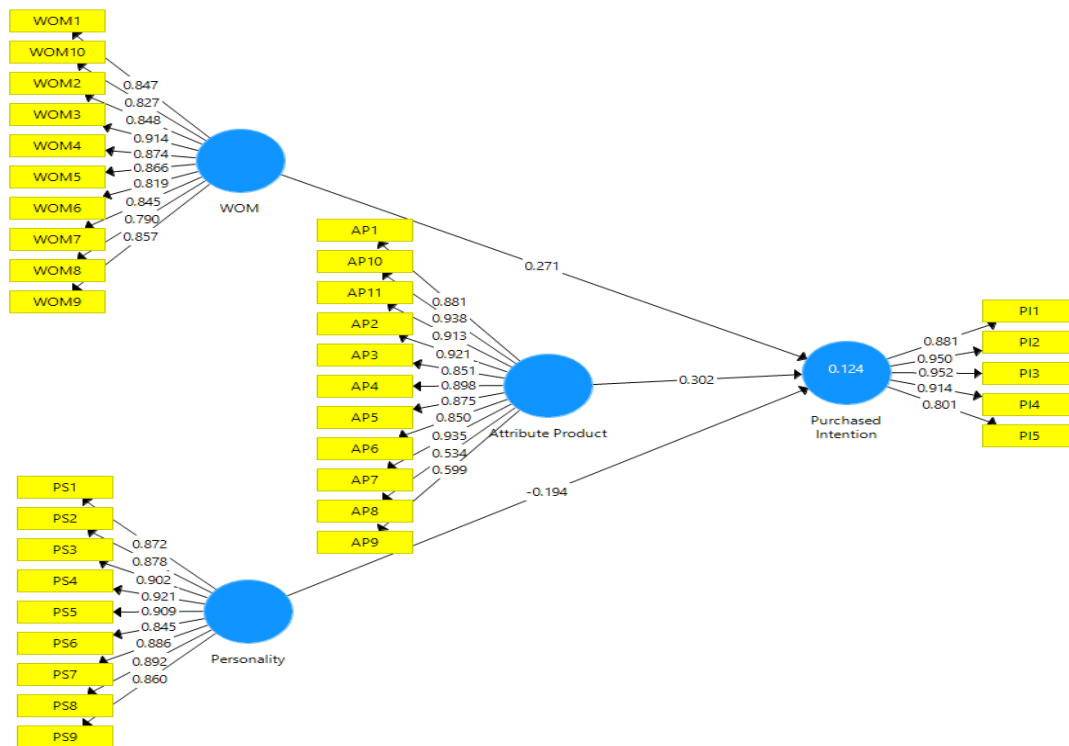 WOM1
WOM10
WOM2
WOM3
WOM4
WOM5
WOM6
WOM7
WOM8
WOM9
0.847
0.827
0.848
0.914
0.874
0.866
0.819
0.845
0.790
0.857
WOM
AP1
AP10
AP11
AP2
AP3
AP4
AP5
AP6
AP7
AP8
AP9
0.881
0.938
0.913
0.921
0.851
0.898
0.875
0.850
0.935
0.534
0.599
Attribute Product
0.271
0.302
-0.194
0.124
Purchased
Intention
0.881
0.950
0.952
0.914
0.801
PI1
PI2
PI3
PI4
PI5
PS1
PS2
PS3
PS4
PS5
PS6
PS7
PS8
PS9
0.872
0.878
0.902
0.921
0.909
0.845
0.886
0.892
0.860
Personality